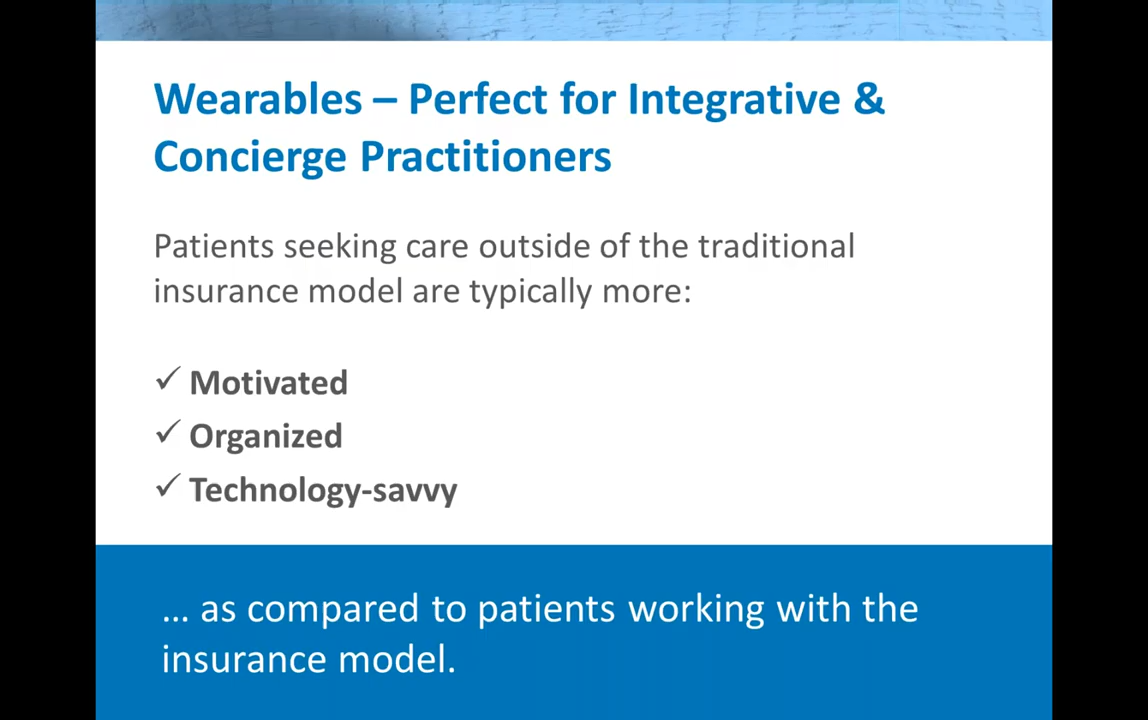 Wearables – Perfect for Integrative &
Concierge Practitioners
Patients seeking care outside of the traditional
insurance model are typically more:
✓ Motivated
✓ Organized
✓ Technology-savvy
... as compared to patients working with the
insurance model.